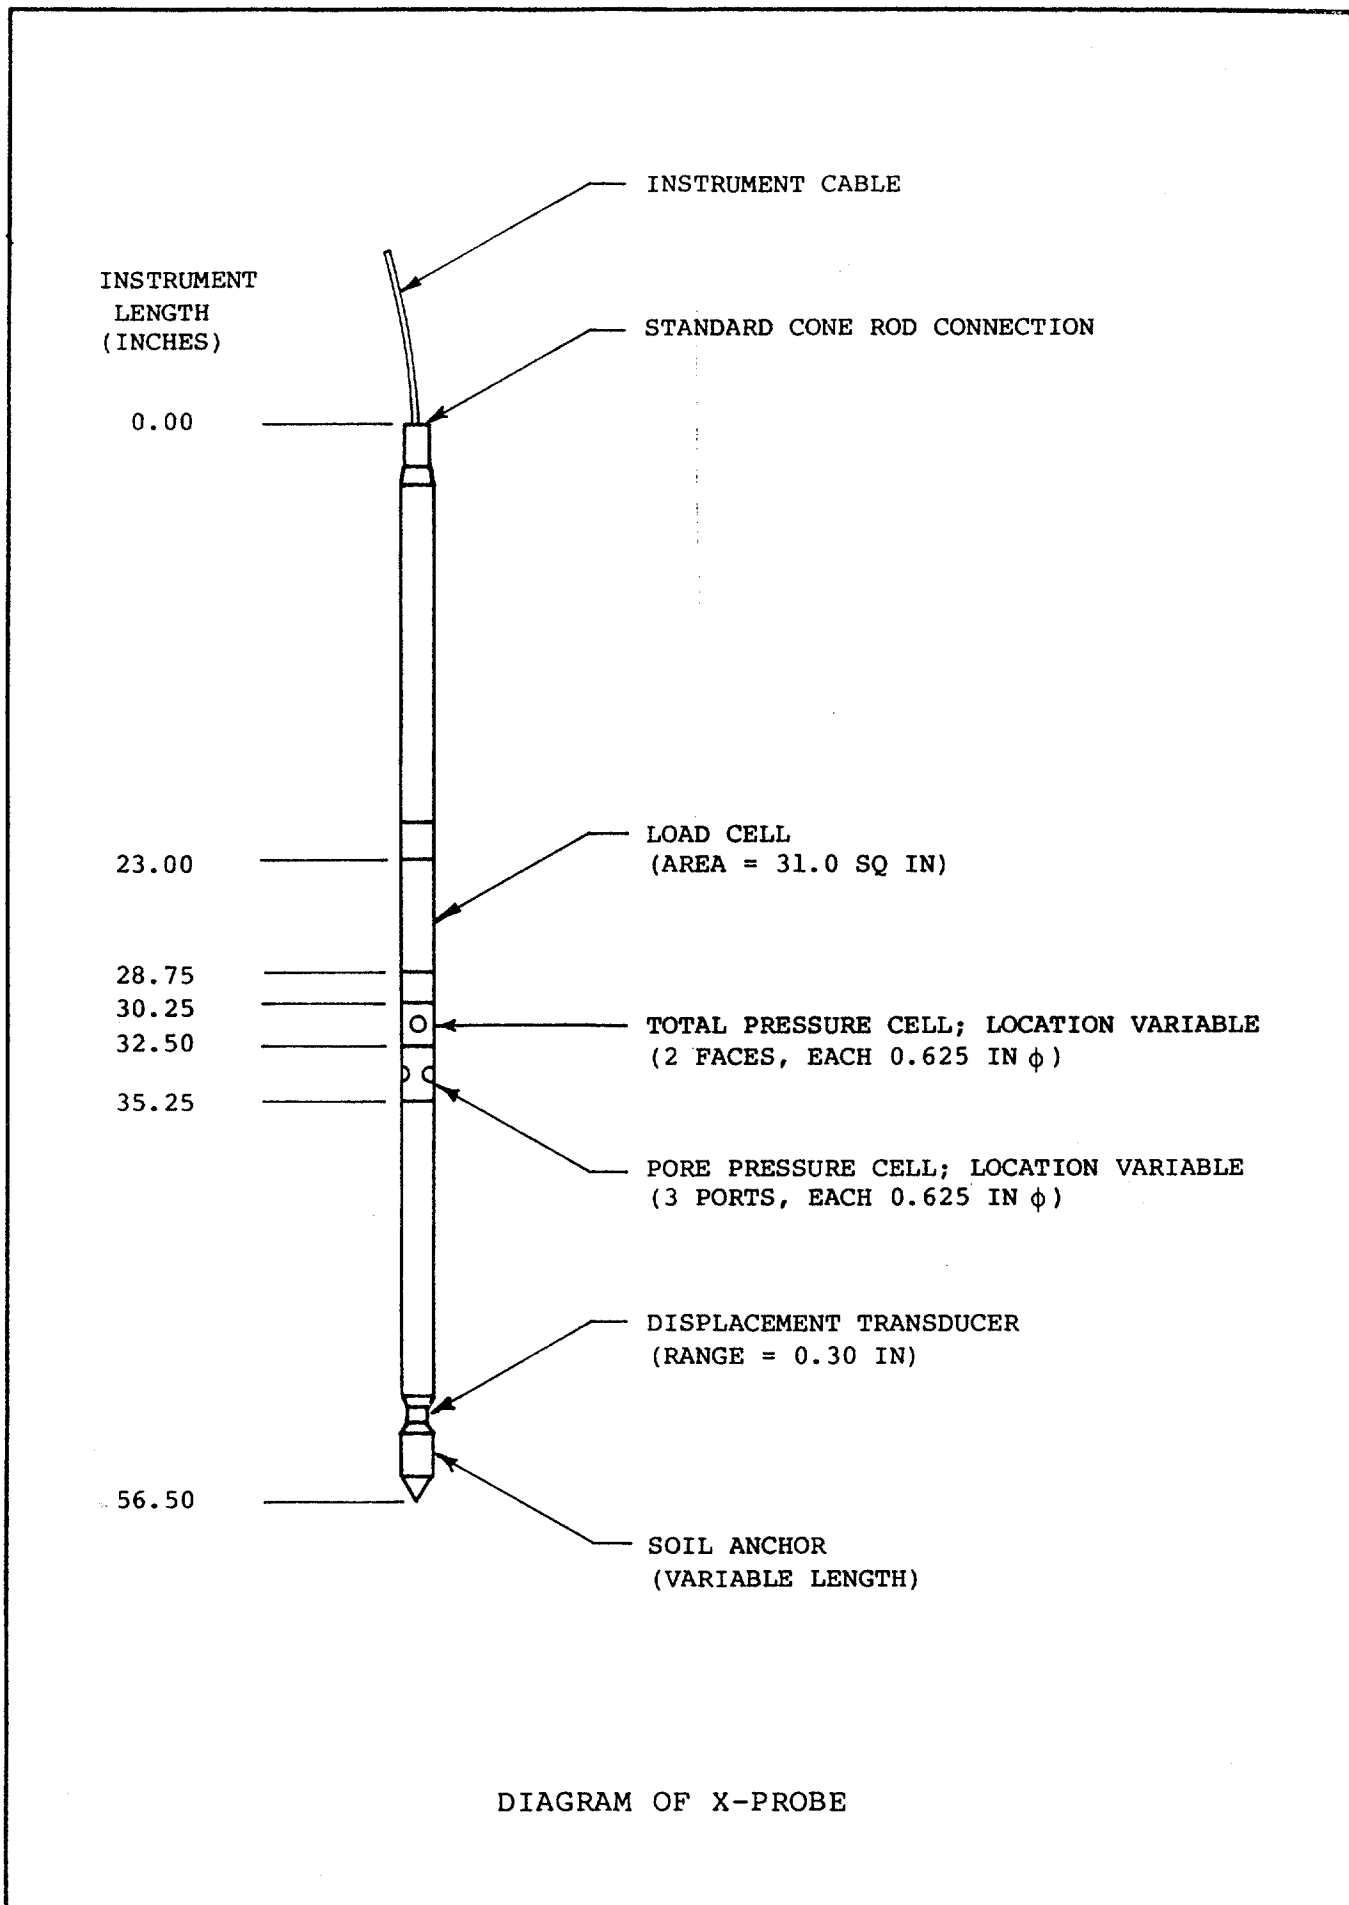 INSTRUMENT CABLE
INSTRUMENT
LENGTH
(INCHES)
STANDARD CONE ROD CONNECTION
0.00
LOAD CELL
(AREA = 31.0 SQ IN)
23.00
28.75
30.25
32.50
35.25
TOTAL PRESSURE CELL; LOCATION VARIABLE
(2 FACES, EACH 0.625 IN ϕ)
PORE PRESSURE CELL; LOCATION VARIABLE
(3 PORTS, EACH 0.625 IN ϕ)
DISPLACEMENT TRANSDUCER
(RANGE = 0.30 IN)
56.50
SOIL ANCHOR
(VARIABLE LENGTH)
DIAGRAM OF X-PROBE